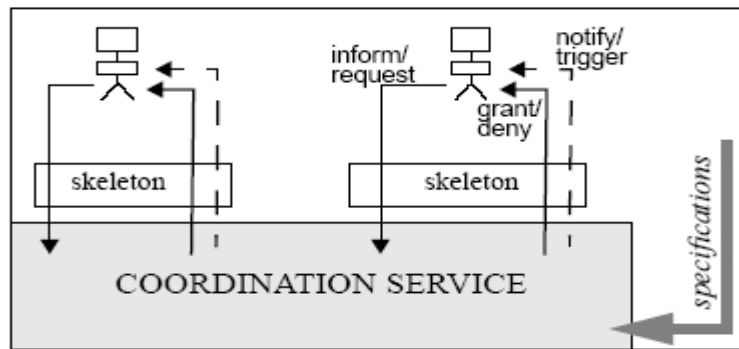 inform/
request
notify/
trigger
grant/
deny
skeleton
skeleton
specifications
COORDINATION SERVICE